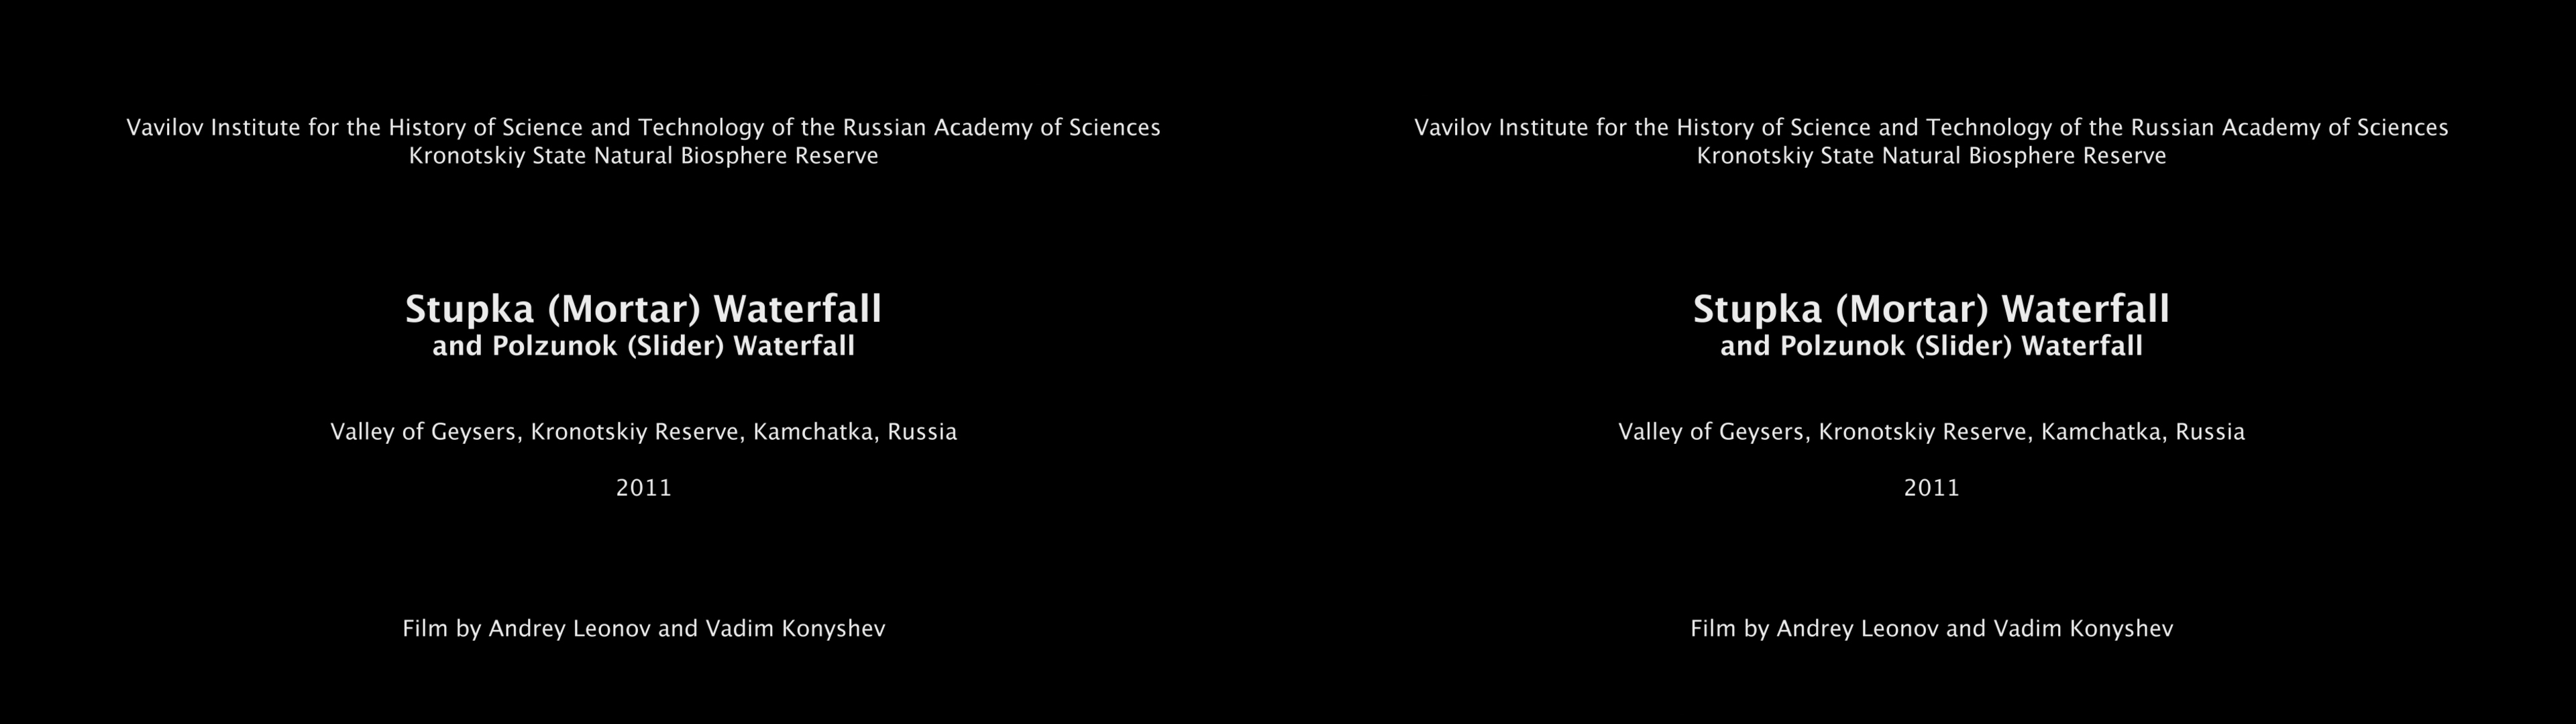 Vavilov Institute for the History of Science and Technology of the Russian Academy of Sciences
Kronotskiy State Natural Biosphere Reserve
Stupka (Mortar) Waterfall
and Polzunok (Slider) Waterfall
Valley of Geysers, Kronotskiy Reserve, Kamchatka, Russia
2011
Film by Andrey Leonov and Vadim Konyshev
Vavilov Institute for the History of Science and Technology of the Russian Academy of Sciences
Kronotskiy State Natural Biosphere Reserve
Stupka (Mortar) Waterfall
and Polzunok (Slider) Waterfall
Valley of Geysers, Kronotskiy Reserve, Kamchatka, Russia
2011
Film by Andrey Leonov and Vadim Konyshev